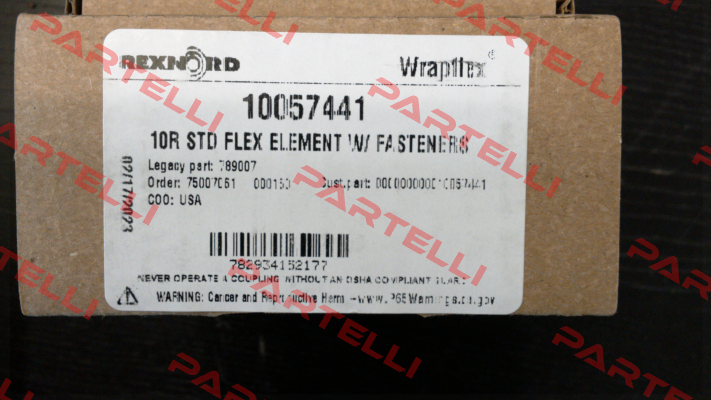 REXNORD
Wrapflex®
10057441
10R STD FLEX ELEMENT W/ FASTENERS
Legacy part: 789007
Order: 75007061 000150 Cust.part: 000000000010057441
COO: USA
02/17/2023
782934152177
NEVER OPERATE A COUPLING WITHOUT AN OSHA COMPLIANT GUARD
WARNING: Cancer and Reproductive Harm -www.P65Warnings.ca.gov
PARTELLI
PARTELLI
PARTELLI
PARTELLI
PARTELLI
PARTELLI